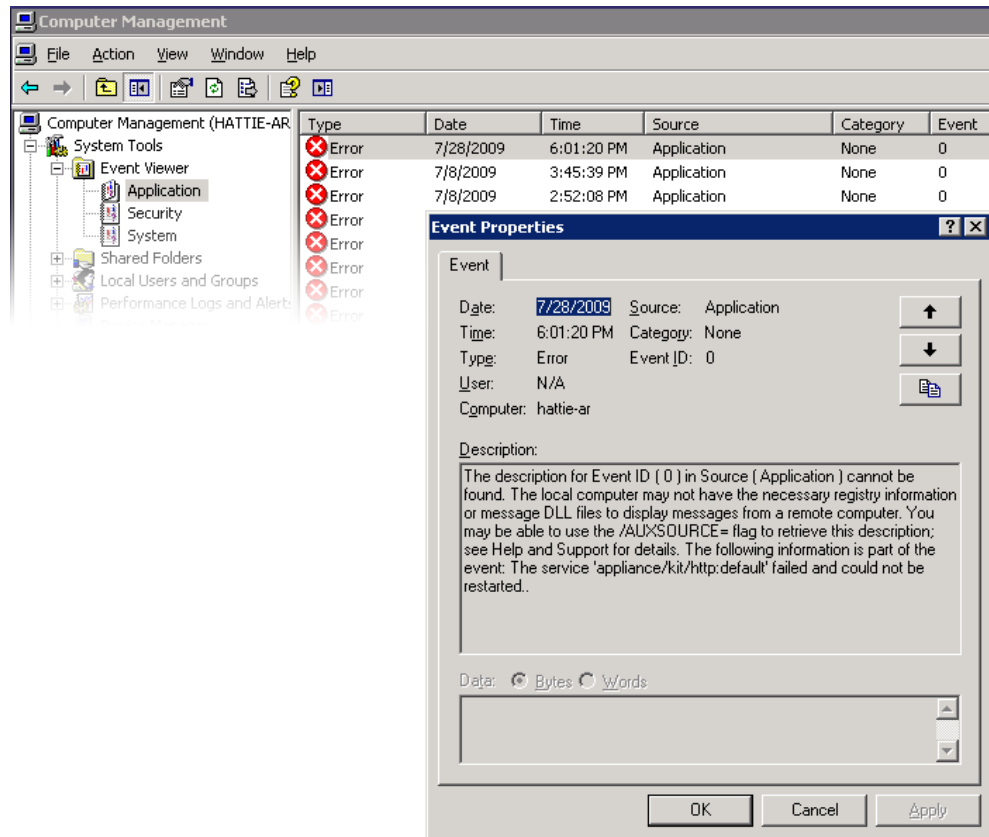 Computer Management
File Action View Window Help
Computer Management (HATTIE-AR
System Tools
Event Viewer
Application
Security
System
Shared Folders
Local Users and Groups
Performance Logs and Alert
Type Date Time Source Category Event
Error 7/28/2009 6:01:20 PM Application None 0
Error 7/8/2009 3:45:39 PM Application None 0
Error 7/8/2009 2:52:08 PM Application None 0
Error
Error
Error
Error
Error
Event Properties
Event
Date: 7/28/2009 Source: Application
Time: 6:01:20 PM Category: None
Type: Error Event ID: 0
User: N/A
Computer: hattie-ar
Description:
The description for Event ID ( 0 ) in Source ( Application ) cannot be
found. The local computer may not have the necessary registry information
or message DLL files to display messages from a remote computer. You
may be able to use the /AUXSOURCE= flag to retrieve this description;
see Help and Support for details. The following information is part of the
event: The service 'appliance/kit/http:default' failed and could not be
restarted..
Data: Bytes Words
OK Cancel Apply